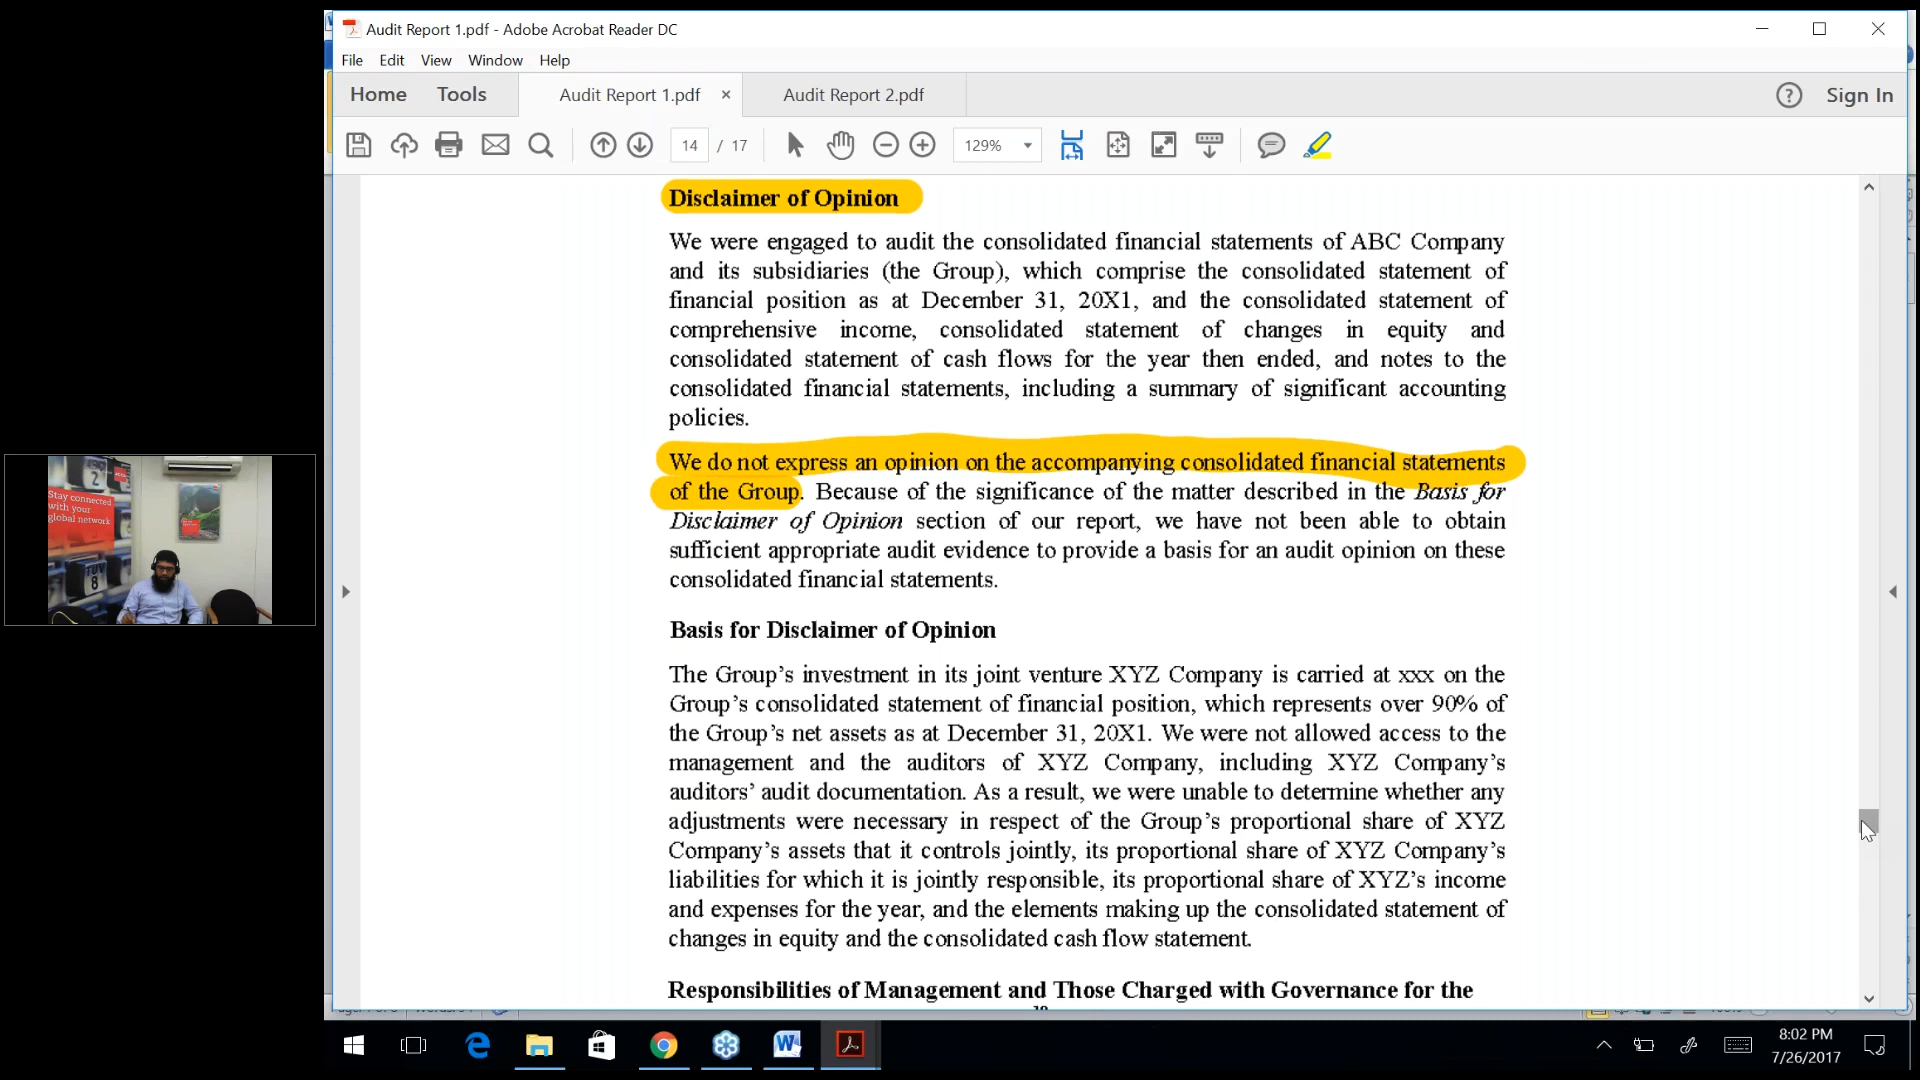 Audit Report 1.pdf - Adobe Acrobat Reader DC
File Edit View Window Help
Home Tools Audit Report 1.pdf × Audit Report 2.pdf ? Sign In
14 / 17 129%
Disclaimer of Opinion
We were engaged to audit the consolidated financial statements of ABC Company
and its subsidiaries (the Group), which comprise the consolidated statement of
financial position as at December 31, 20X1, and the consolidated statement of
comprehensive income, consolidated statement of changes in equity and
consolidated statement of cash flows for the year then ended, and notes to the
consolidated financial statements, including a summary of significant accounting
policies.
We do not express an opinion on the accompanying consolidated financial statements
of the Group. Because of the significance of the matter described in the Basis for
Disclaimer of Opinion section of our report, we have not been able to obtain
sufficient appropriate audit evidence to provide a basis for an audit opinion on these
consolidated financial statements.
Basis for Disclaimer of Opinion
The Group’s investment in its joint venture XYZ Company is carried at xxx on the
Group’s consolidated statement of financial position, which represents over 90% of
the Group’s net assets as at December 31, 20X1. We were not allowed access to the
management and the auditors of XYZ Company, including XYZ Company’s
auditors’ audit documentation. As a result, we were unable to determine whether any
adjustments were necessary in respect of the Group’s proportional share of XYZ
Company’s assets that it controls jointly, its proportional share of XYZ Company’s
liabilities for which it is jointly responsible, its proportional share of XYZ’s income
and expenses for the year, and the elements making up the consolidated statement of
changes in equity and the consolidated cash flow statement.
Responsibilities of Management and Those Charged with Governance for the
Stay connected
with your
global network
2
TUV
8
8:02 PM
7/26/2017